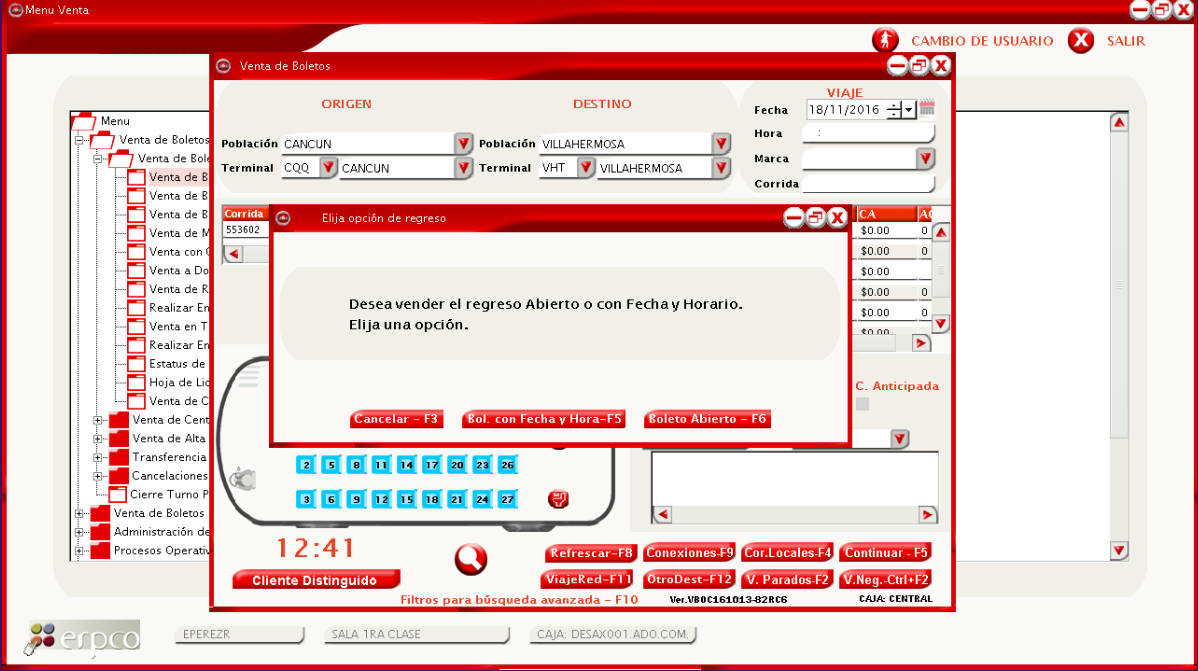 Menu Venta
CAMBIO DE USUARIO
SALIR
Menu
Venta de Boletos
Venta de Bole
Venta de B
Venta de B
Venta de B
Venta de M
Venta con
Venta a Do
Venta de R
Realizar En
Venta en T
Realizar En
Estatus de
Hoja de Lic
Venta de C
Venta de Cent
Venta de Alta
Transferencia
Cancelaciones
Cierre Turno P
Venta de Boletos
Administración de
Procesos Operativ
Venta de Boletos
ORIGEN
DESTINO
VIAJE
Población CANCUN
Población VILLAHERMOSA
Terminal CQQ CANCUN
Terminal VHT VILLAHERMOSA
Fecha 18/11/2016
Hora :
Marca
Corrida
Corrida
553602
CA
$0.00 0
$0.00 0
$0.00
$0.00 0
$0.00 0
$0.00 0
Elija opción de regreso
Desea vender el regreso Abierto o con Fecha y Horario.
Elija una opción.
Cancelar - F3
Bol. con Fecha y Hora-F5
Boleto Abierto - F6
C. Anticipada
2 5 8 11 14 17 20 23 26
3 6 9 12 15 18 21 24 27
12:41
Cliente Distinguido
Refrescar-F8
Conexiones-F9
Cor.Locales-F4
Continuar - F5
ViajeRed-F11
OtroDest-F12
V. Parados-F2
V.Neg.-Ctrl+F2
Filtros para búsqueda avanzada - F10
Ver.VB0C161013-82RC6
CAJA: CENTRAL
erpco
EPEREZR
SALA 1RA CLASE
CAJA: DESAX001.ADO.COM.